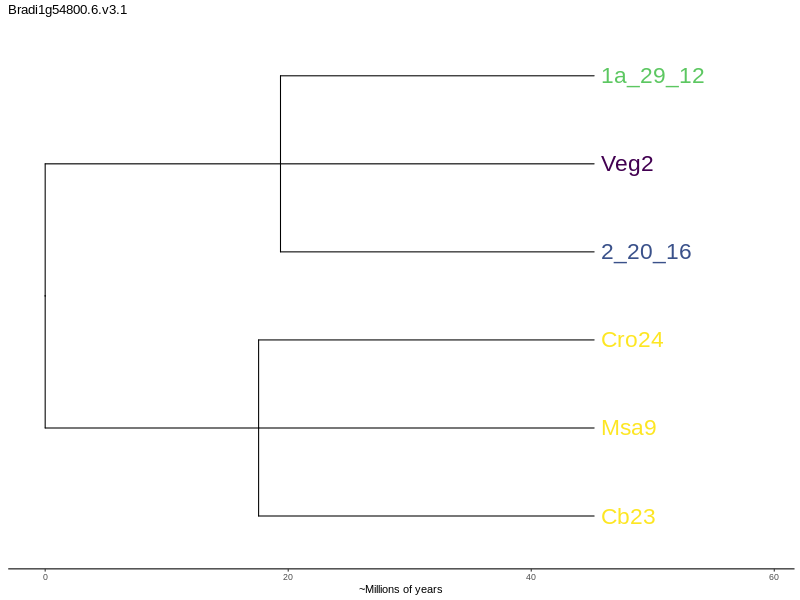 Bradi1g54800.6.v3.1
1a_29_12
Veg2
2_20_16
Cro24
Msa9
Cb23
0 20 40 60
~Millions of years